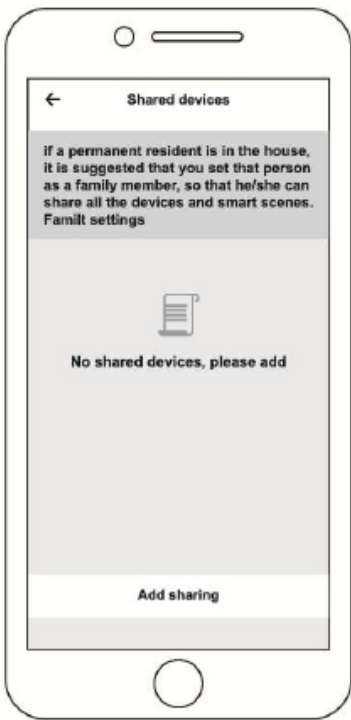 Shared devices
if a permanent resident is in the house,
it is suggested that you set that person
as a family member, so that he/she can
share all the devices and smart scenes.
Familt settings
No shared devices, please add
Add sharing